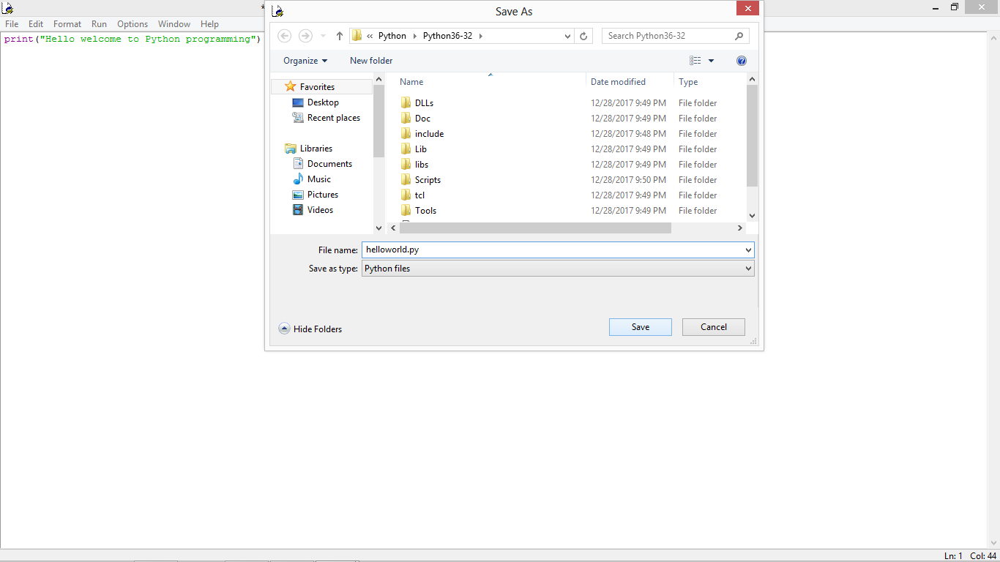 Save As
File Edit Format Run Options Window Help
print("Hello welcome to Python programming")
« Python Python36-32
Search Python36-32
Organize New folder
Favorites
Desktop
Recent places
Libraries
Documents
Music
Pictures
Videos
Name Date modified Type
DLLs 12/28/2017 9:49 PM File folder
Doc 12/28/2017 9:49 PM File folder
include 12/28/2017 9:48 PM File folder
Lib 12/28/2017 9:49 PM File folder
libs 12/28/2017 9:49 PM File folder
Scripts 12/28/2017 9:50 PM File folder
tcl 12/28/2017 9:49 PM File folder
Tools 12/28/2017 9:49 PM File folder
File name: helloworld.py
Save as type: Python files
Hide Folders
Save Cancel
Ln: 1 Col: 44